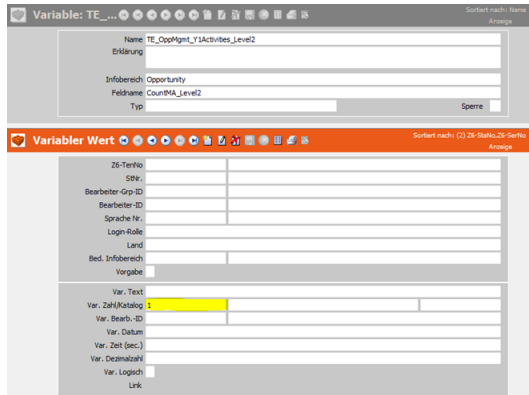 Variable: TE_...
Sortiert nach: Name
Anzeige
Name TE_OppMgmt_Y1Activities_Level2
Erklärung
Infobereich Opportunity
Feldname CountMA_Level2
Typ Sperre
Variabler Wert
Sortiert nach: (2) Z6-StaNo,Z6-SerNo
Anzeige
Z6-TenNo
StNr.
Bearbeiter-Grp-ID
Bearbeiter-ID
Sprache Nr.
Login-Rolle
Land
Bed. Infobereich
Vorgabe
Var. Text
Var. Zahl/Katalog 1
Var. Bearb.-ID
Var. Datum
Var. Zeit (sec.)
Var. Dezimalzahl
Var. Logisch
Link